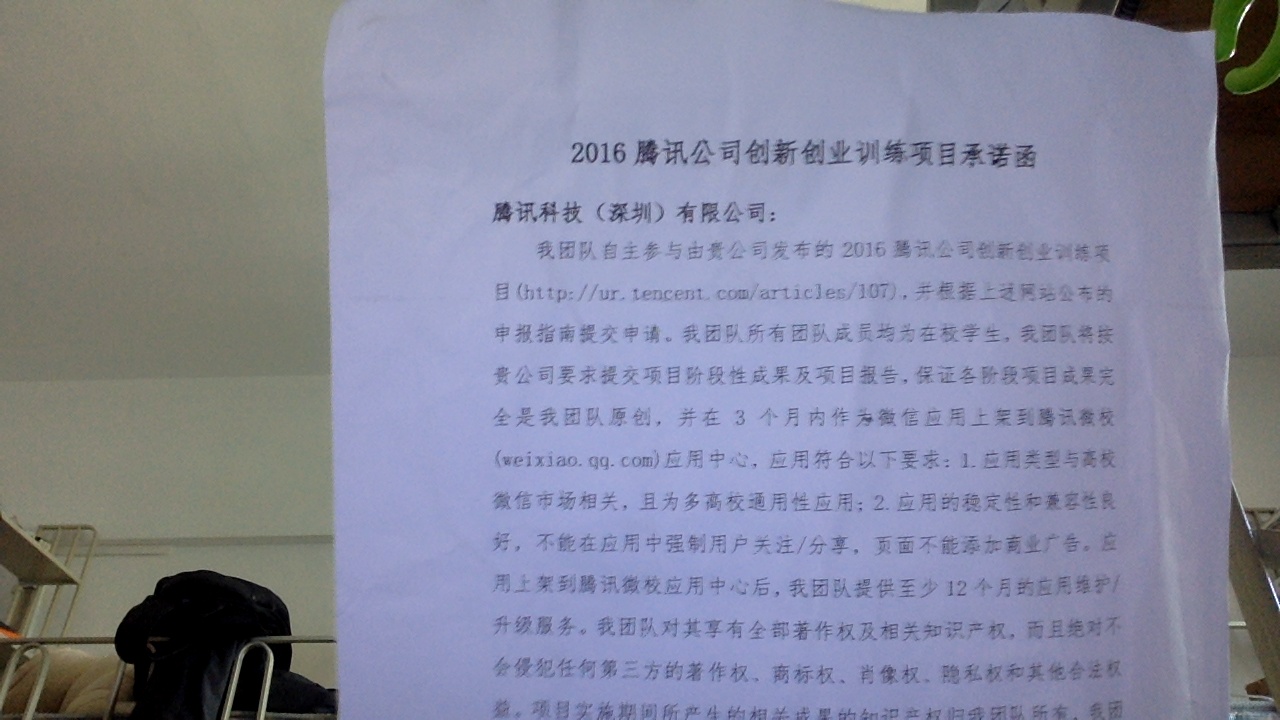 2016 腾讯公司创新创业训练项目承诺函
腾讯科技（深圳）有限公司：
我团队自主参与由贵公司发布的 2016 腾讯公司创新创业训练项
目(http://ur.tencent.com/articles/107)，并根据上述网站公布的
申报指南提交申请。我团队所有团队成员均为在校学生，我团队将按
贵公司要求提交项目阶段性成果及项目报告，保证各阶段项目成果完
全是我团队原创，并在 3 个月内作为微信应用上架到腾讯微校
(weixiao.qq.com)应用中心，应用符合以下要求：1.应用类型与高校
微信市场相关，且为多高校通用性应用；2.应用的稳定性和兼容性良
好，不能在应用中强制用户关注/分享，页面不能添加商业广告。应
用上架到腾讯微校应用中心后，我团队提供至少 12 个月的应用维护/
升级服务。我团队对其享有全部著作权及相关知识产权，而且绝对不
会侵犯任何第三方的著作权、商标权、肖像权、隐私权和其他合法权
益。项目实施期间所产生的相关成果的知识产权归我团队所有，我团